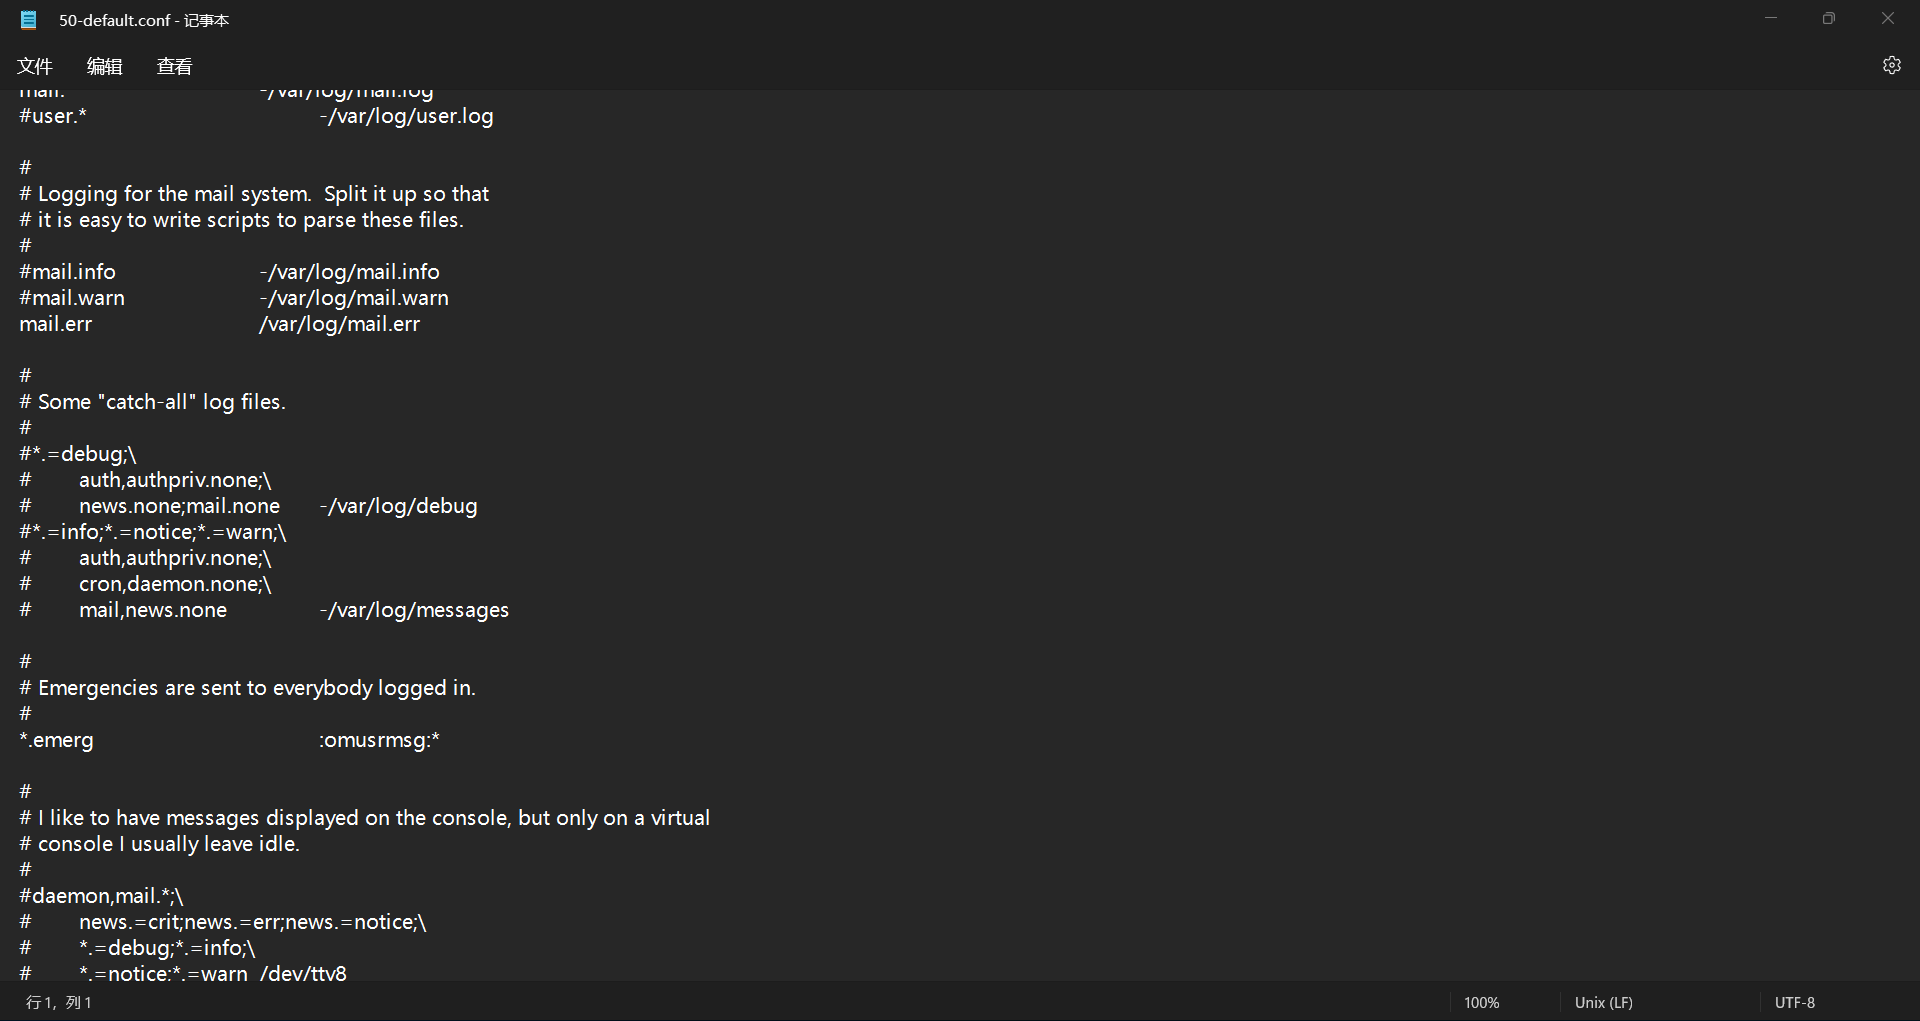 50-default.conf - 记事本
文件 编辑 查看
mail. -/var/log/mail.log
#user.* -/var/log/user.log
#
# Logging for the mail system.  Split it up so that
# it is easy to write scripts to parse these files.
#
#mail.info -/var/log/mail.info
#mail.warn -/var/log/mail.warn
mail.err /var/log/mail.err
#
# Some "catch-all" log files.
#
#*.=debug;\
# auth,authpriv.none;\
# news.none;mail.none -/var/log/debug
#*.=info;*.=notice;*.=warn;\
# auth,authpriv.none;\
# cron,daemon.none;\
# mail,news.none -/var/log/messages
#
# Emergencies are sent to everybody logged in.
#
*.emerg :omusrmsg:*
#
# I like to have messages displayed on the console, but only on a virtual
# console I usually leave idle.
#
#daemon,mail.*;\
# news.=crit;news.=err;news.=notice;\
# *.=debug;*.=info;\
# *.=notice;*.=warn /dev/tty8
行 1, 列 1 100% Unix (LF) UTF-8